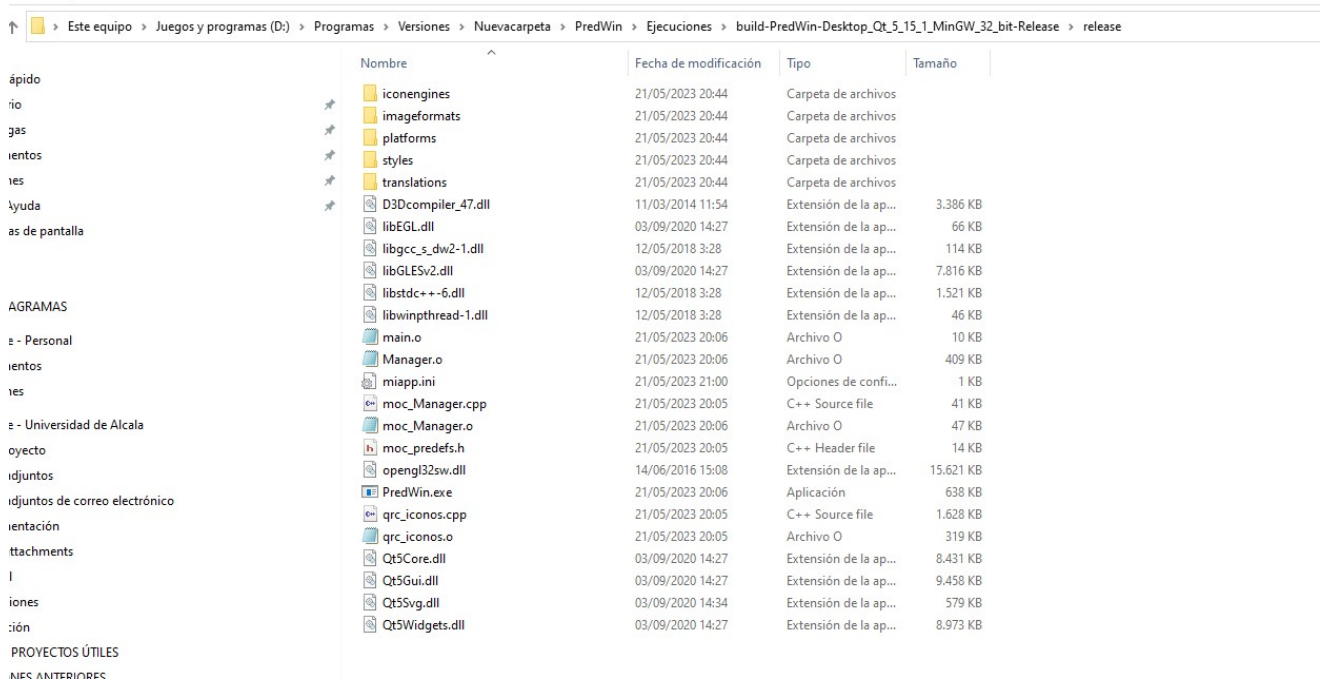 Este equipo > Juegos y programas (D:) > Programas > Versiones > Nuevacarpeta > PredWin > Ejecuciones > build-PredWin-Desktop_Qt_5_15_1_MinGW_32_bit-Release > release
Nombre Fecha de modificación Tipo Tamaño
ápido
rio
gas
entos
nes
Ayuda
as de pantalla
AGRAMAS
e - Personal
entos
nes
e - Universidad de Alcala
oyecto
adjuntos
adjuntos de correo electrónico
nentación
ttachments
l
iones
ción
PROYECTOS ÚTILES
NES ANTERIORES
iconengines 21/05/2023 20:44 Carpeta de archivos
imageformats 21/05/2023 20:44 Carpeta de archivos
platforms 21/05/2023 20:44 Carpeta de archivos
styles 21/05/2023 20:44 Carpeta de archivos
translations 21/05/2023 20:44 Carpeta de archivos
D3Dcompiler_47.dll 11/03/2014 11:54 Extensión de la ap... 3.386 KB
libEGL.dll 03/09/2020 14:27 Extensión de la ap... 66 KB
libgcc_s_dw2-1.dll 12/05/2018 3:28 Extensión de la ap... 114 KB
libGLESv2.dll 03/09/2020 14:27 Extensión de la ap... 7.816 KB
libstdc++-6.dll 12/05/2018 3:28 Extensión de la ap... 1.521 KB
libwinpthread-1.dll 12/05/2018 3:28 Extensión de la ap... 46 KB
main.o 21/05/2023 20:06 Archivo O 10 KB
Manager.o 21/05/2023 20:06 Archivo O 409 KB
miapp.ini 21/05/2023 21:00 Opciones de confi... 1 KB
moc_Manager.cpp 21/05/2023 20:05 C++ Source file 41 KB
moc_Manager.o 21/05/2023 20:06 Archivo O 47 KB
moc_predefs.h 21/05/2023 20:05 C++ Header file 14 KB
opengl32sw.dll 14/06/2016 15:08 Extensión de la ap... 15.621 KB
PredWin.exe 21/05/2023 20:06 Aplicación 638 KB
qrc_iconos.cpp 21/05/2023 20:05 C++ Source file 1.628 KB
qrc_iconos.o 21/05/2023 20:05 Archivo O 319 KB
Qt5Core.dll 03/09/2020 14:27 Extensión de la ap... 8.431 KB
Qt5Gui.dll 03/09/2020 14:27 Extensión de la ap... 9.458 KB
Qt5Svg.dll 03/09/2020 14:34 Extensión de la ap... 579 KB
Qt5Widgets.dll 03/09/2020 14:27 Extensión de la ap... 8.973 KB